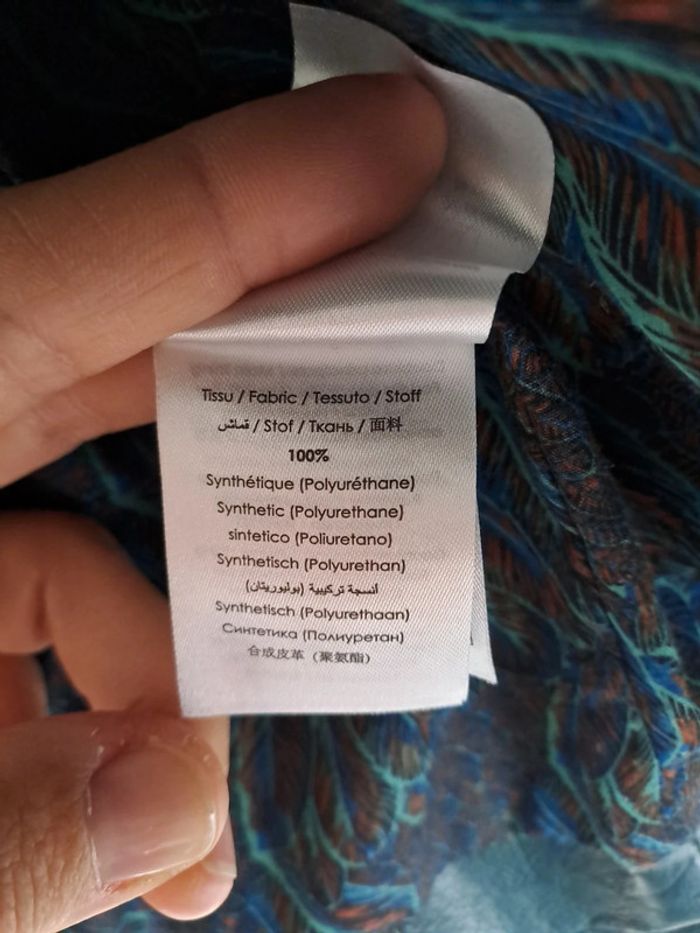 Tissu / Fabric / Tessuto / Stoff
قماش / Stof / Ткань / 面料
100%
Synthétique (Polyuréthane)
Synthetic (Polyurethane)
sintetico (Poliuretano)
Synthetisch (Polyurethan)
أنسجة تركيبية (بوليوريتان)
Synthetisch (Polyurethaan)
Синтетика (Полиуретан)
合成皮革 (聚氨酯)